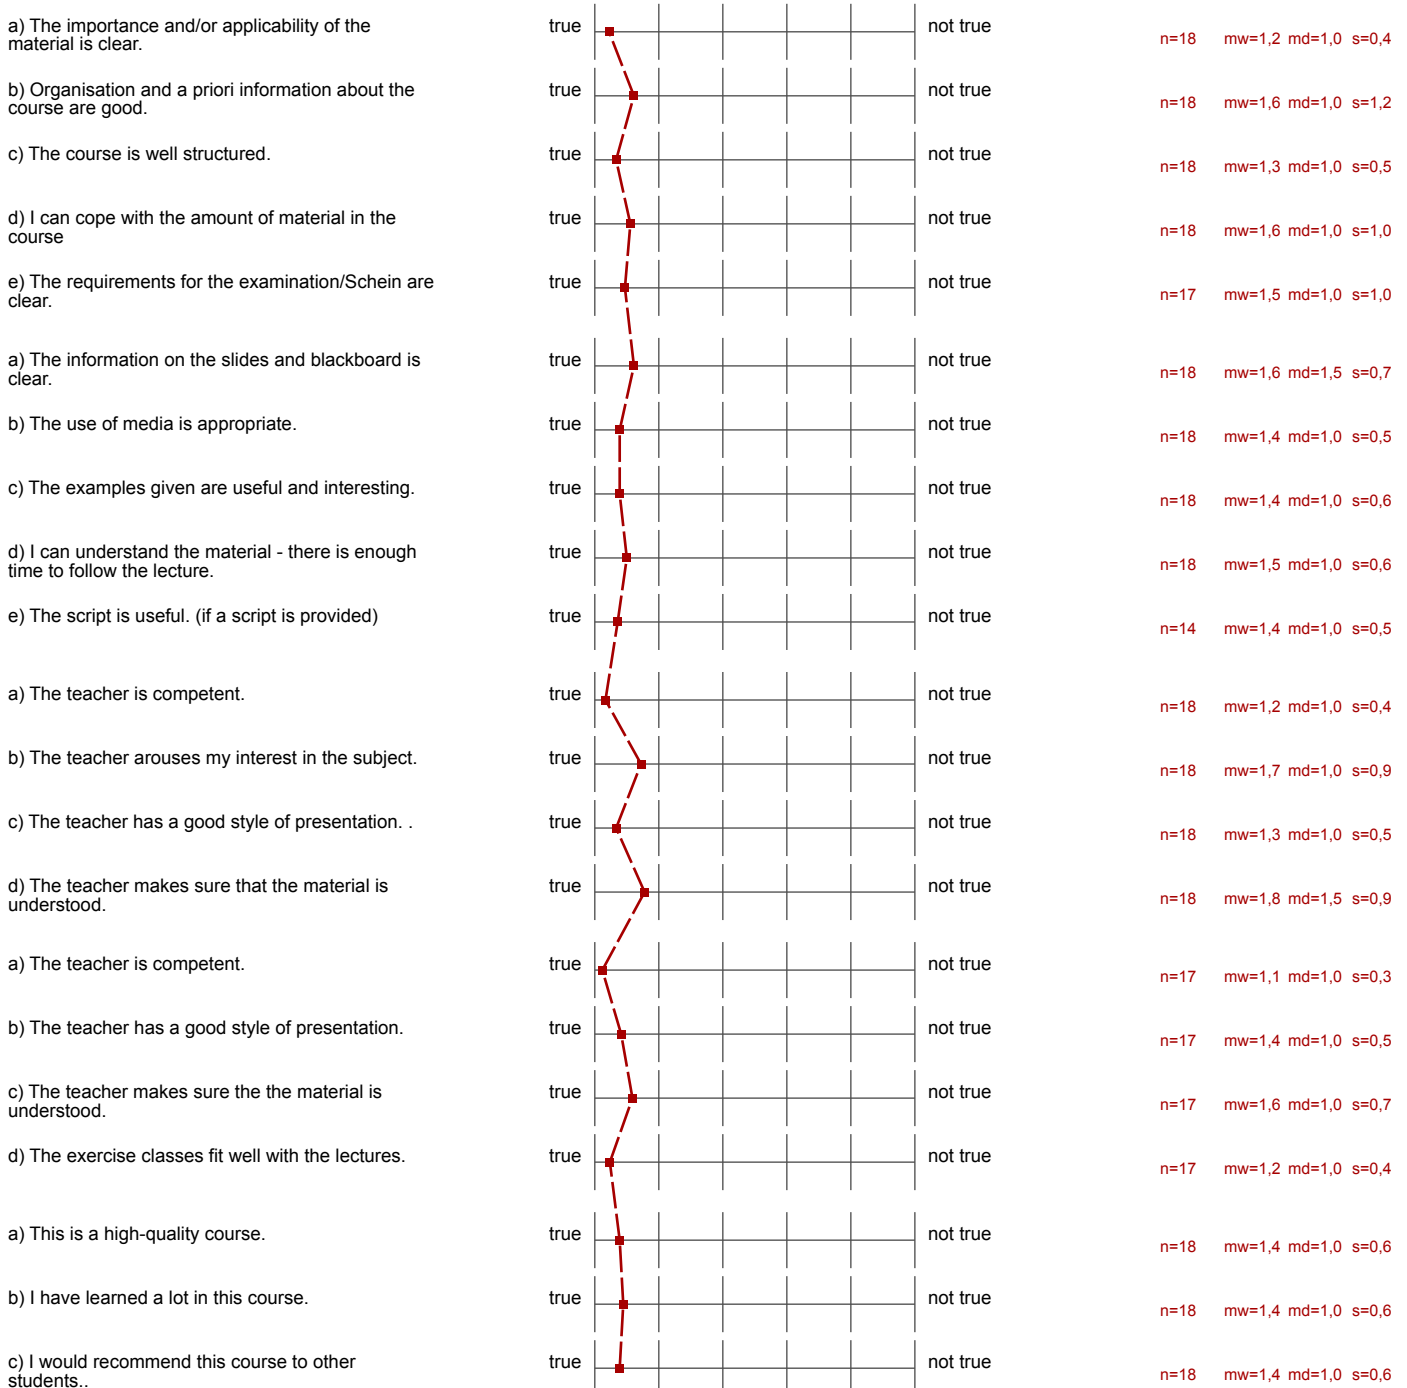 a) The importance and/or applicability of the
material is clear.
true
not true
n=18 mw=1,2 md=1,0 s=0,4
b) Organisation and a priori information about the
course are good.
true
not true
n=18 mw=1,6 md=1,0 s=1,2
c) The course is well structured.
true
not true
n=18 mw=1,3 md=1,0 s=0,5
d) I can cope with the amount of material in the
course
true
not true
n=18 mw=1,6 md=1,0 s=1,0
e) The requirements for the examination/Schein are
clear.
true
not true
n=17 mw=1,5 md=1,0 s=1,0
a) The information on the slides and blackboard is
clear.
true
not true
n=18 mw=1,6 md=1,5 s=0,7
b) The use of media is appropriate.
true
not true
n=18 mw=1,4 md=1,0 s=0,5
c) The examples given are useful and interesting.
true
not true
n=18 mw=1,4 md=1,0 s=0,6
d) I can understand the material - there is enough
time to follow the lecture.
true
not true
n=18 mw=1,5 md=1,0 s=0,6
e) The script is useful. (if a script is provided)
true
not true
n=14 mw=1,4 md=1,0 s=0,5
a) The teacher is competent.
true
not true
n=18 mw=1,2 md=1,0 s=0,4
b) The teacher arouses my interest in the subject.
true
not true
n=18 mw=1,7 md=1,0 s=0,9
c) The teacher has a good style of presentation. .
true
not true
n=18 mw=1,3 md=1,0 s=0,5
d) The teacher makes sure that the material is
understood.
true
not true
n=18 mw=1,8 md=1,5 s=0,9
a) The teacher is competent.
true
not true
n=17 mw=1,1 md=1,0 s=0,3
b) The teacher has a good style of presentation.
true
not true
n=17 mw=1,4 md=1,0 s=0,5
c) The teacher makes sure the the material is
understood.
true
not true
n=17 mw=1,6 md=1,0 s=0,7
d) The exercise classes fit well with the lectures.
true
not true
n=17 mw=1,2 md=1,0 s=0,4
a) This is a high-quality course.
true
not true
n=18 mw=1,4 md=1,0 s=0,6
b) I have learned a lot in this course.
true
not true
n=18 mw=1,4 md=1,0 s=0,6
c) I would recommend this course to other
students..
true
not true
n=18 mw=1,4 md=1,0 s=0,6